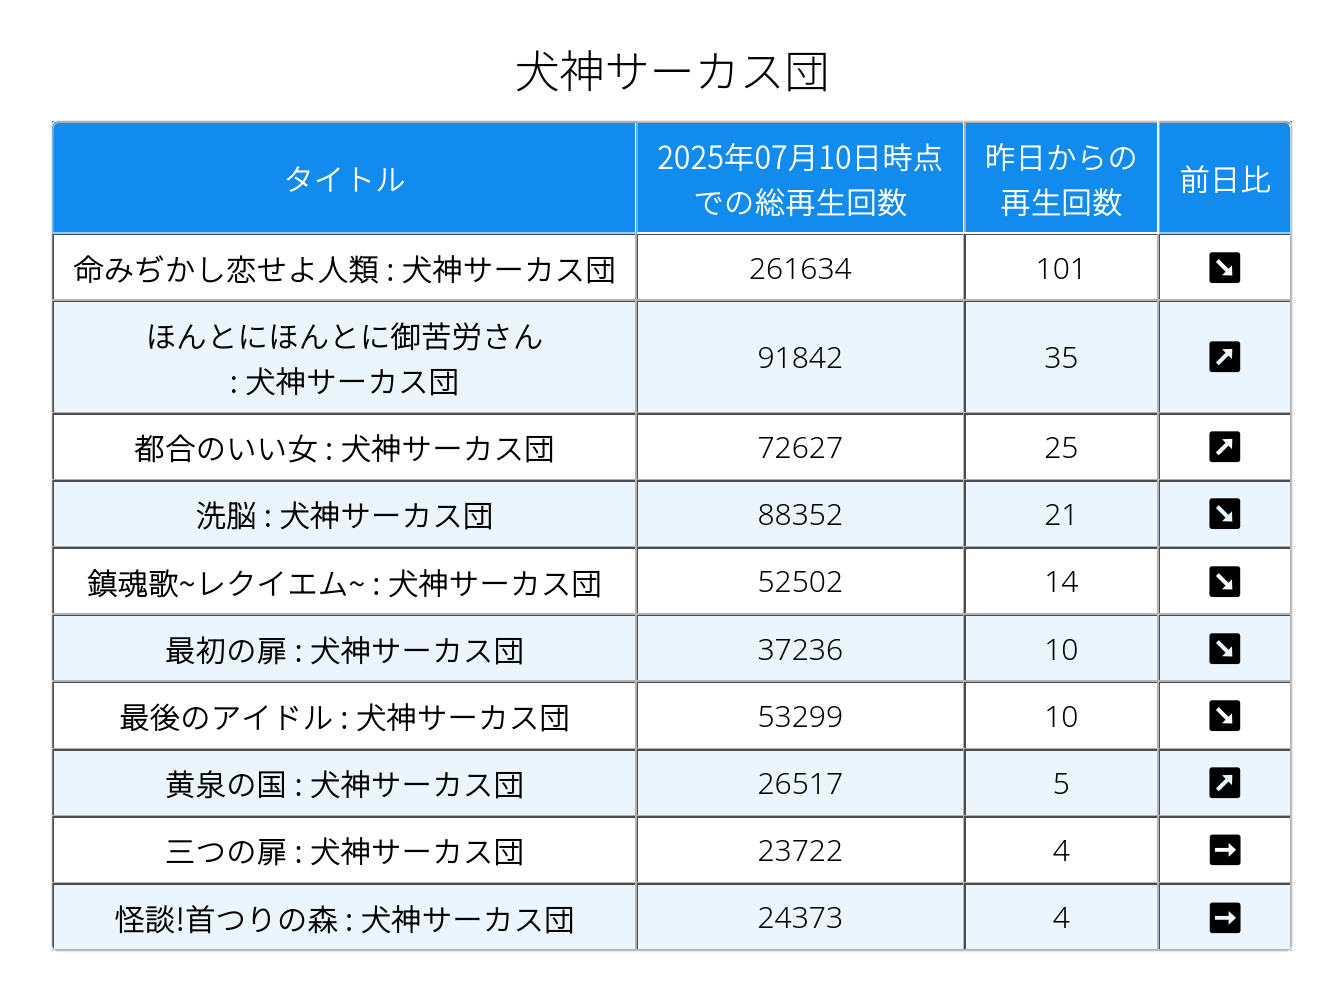 犬神サーカス団
タイトル
2025年07月10日時点
での総再生回数
昨日からの
再生回数
前日比
命みぢかし恋せよ人類 : 犬神サーカス団
261634
101
ほんとにほんとに御苦労さん
: 犬神サーカス団
91842
35
都合のいい女 : 犬神サーカス団
72627
25
洗脳 : 犬神サーカス団
88352
21
鎮魂歌~レクイエム~ : 犬神サーカス団
52502
14
最初の扉 : 犬神サーカス団
37236
10
最後のアイドル : 犬神サーカス団
53299
10
黄泉の国 : 犬神サーカス団
26517
5
三つの扉 : 犬神サーカス団
23722
4
怪談!首つりの森 : 犬神サーカス団
24373
4